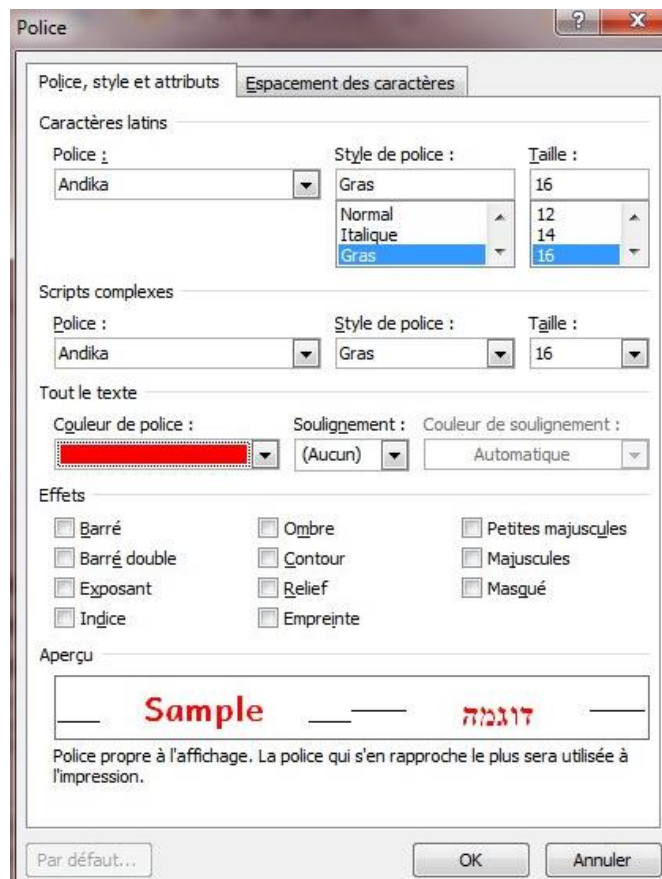 Police
Police, style et attributs Espacement des caractères
Caractères latins
Police : Style de police : Taille :
Andika Gras 16
Normal 12
Italique 14
Gras 16
Scripts complexes
Police : Style de police : Taille :
Andika Gras 16
Tout le texte
Couleur de police : Soulignement : Couleur de soulignement :
(Aucun) Automatique
Effets
Barré Ombre Petites majuscules
Barré double Contour Majuscules
Exposant Relief Masqué
Indice Empreinte
Aperçu
Sample דוגמה
Police propre à l'affichage. La police qui s'en rapproche le plus sera utilisée à
l'impression.
Par défaut... OK Annuler